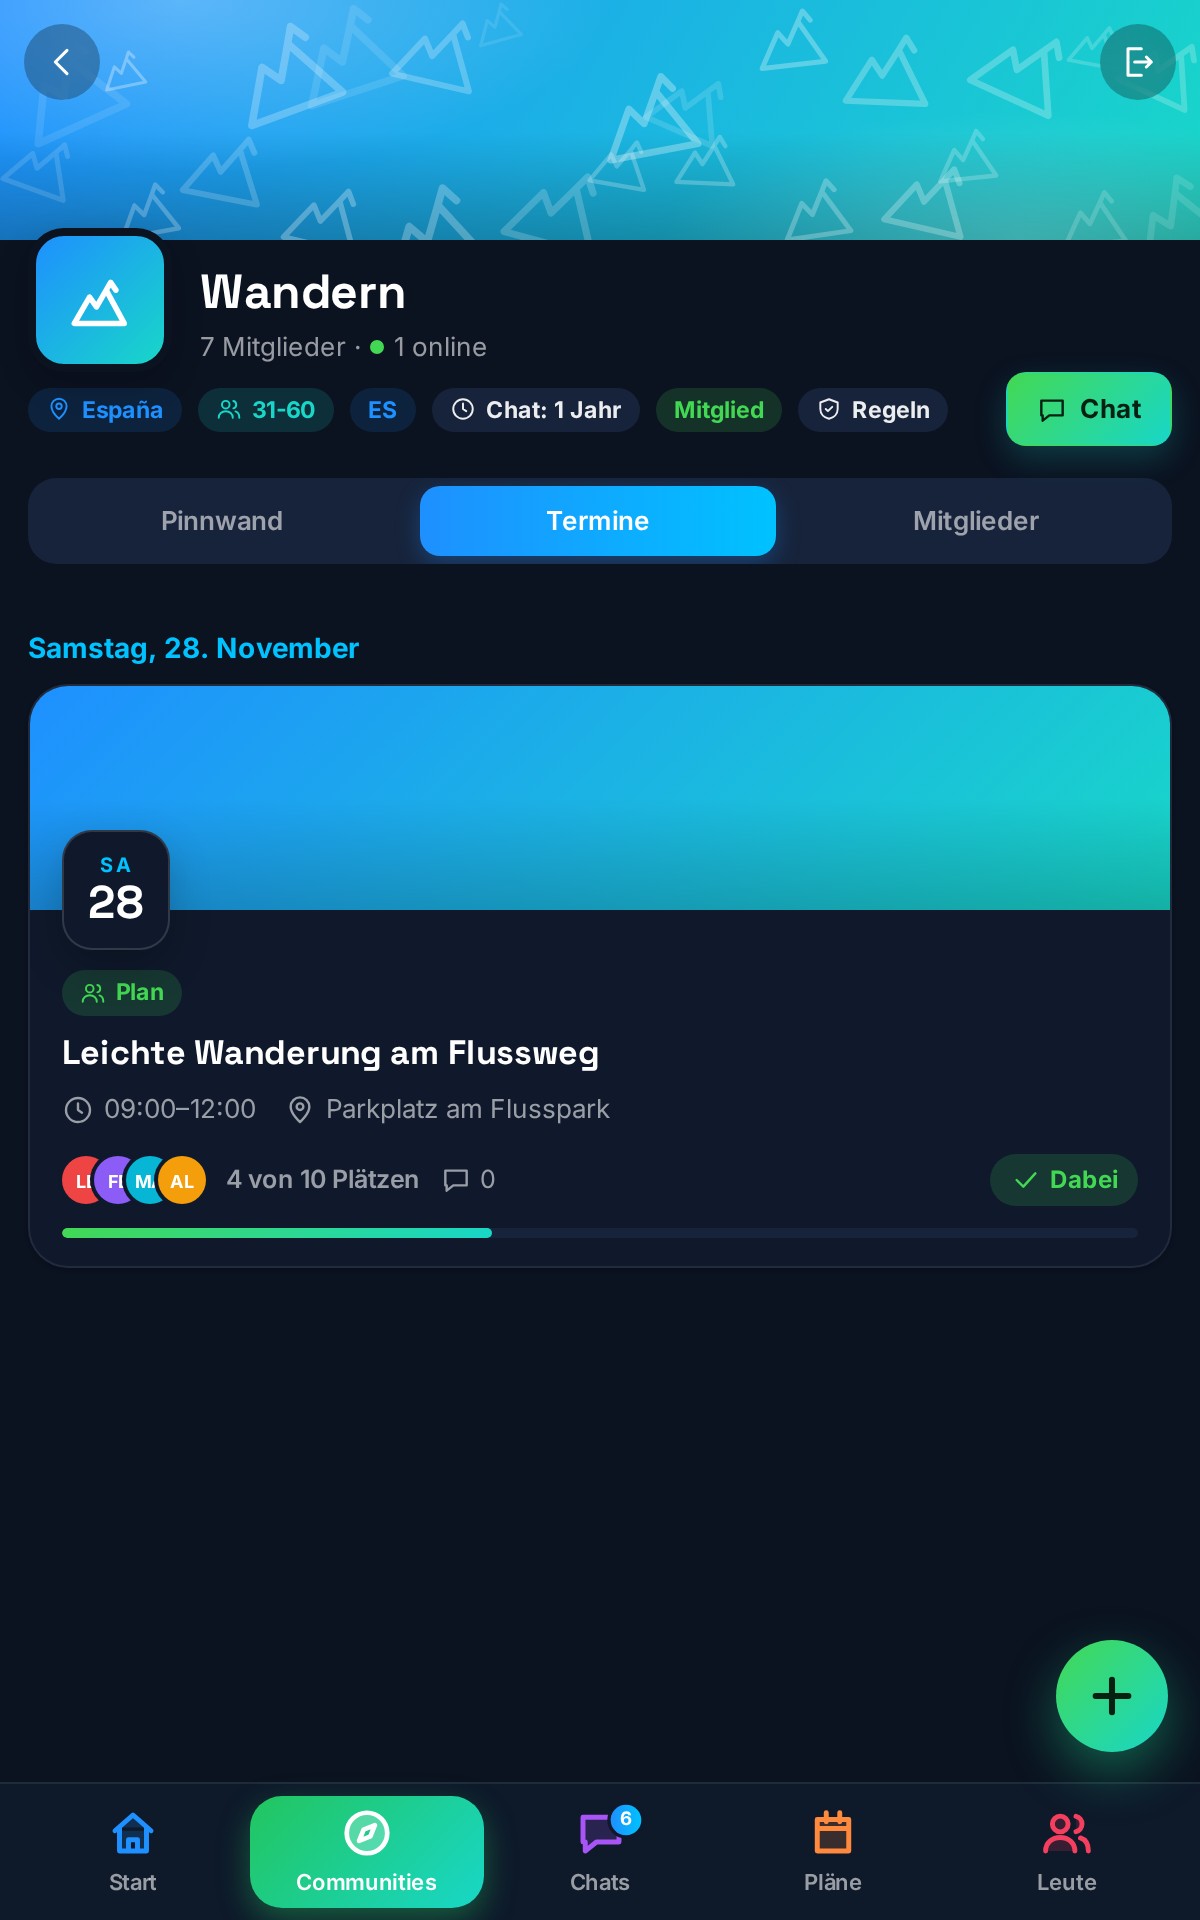 Wandern
7 Mitglieder · 1 online
España 31-60 ES Chat: 1 Jahr Mitglied Regeln Chat
Pinnwand Termine Mitglieder
Samstag, 28. November
SA
28
Plan
Leichte Wanderung am Flussweg
09:00–12:00 Parkplatz am Flusspark
AL 4 von 10 Plätzen 0 Dabei
6
Start Communities Chats Pläne Leute